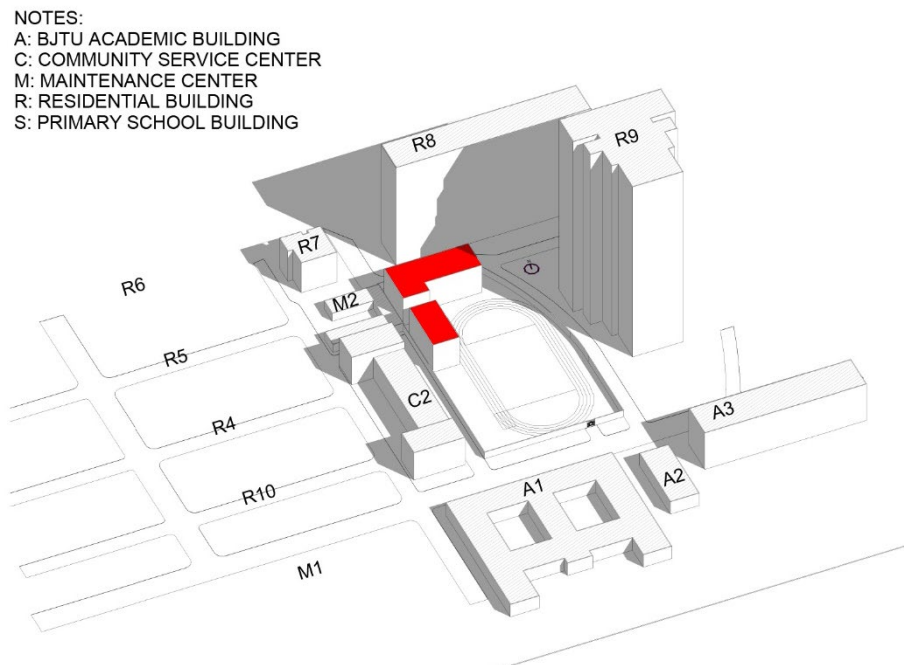 NOTES:
A: BJTU ACADEMIC BUILDING
C: COMMUNITY SERVICE CENTER
M: MAINTENANCE CENTER
R: RESIDENTIAL BUILDING
S: PRIMARY SCHOOL BUILDING
R8
R9
R7
R6
M2
R5
C2
A3
R4
A2
A1
R10
M1